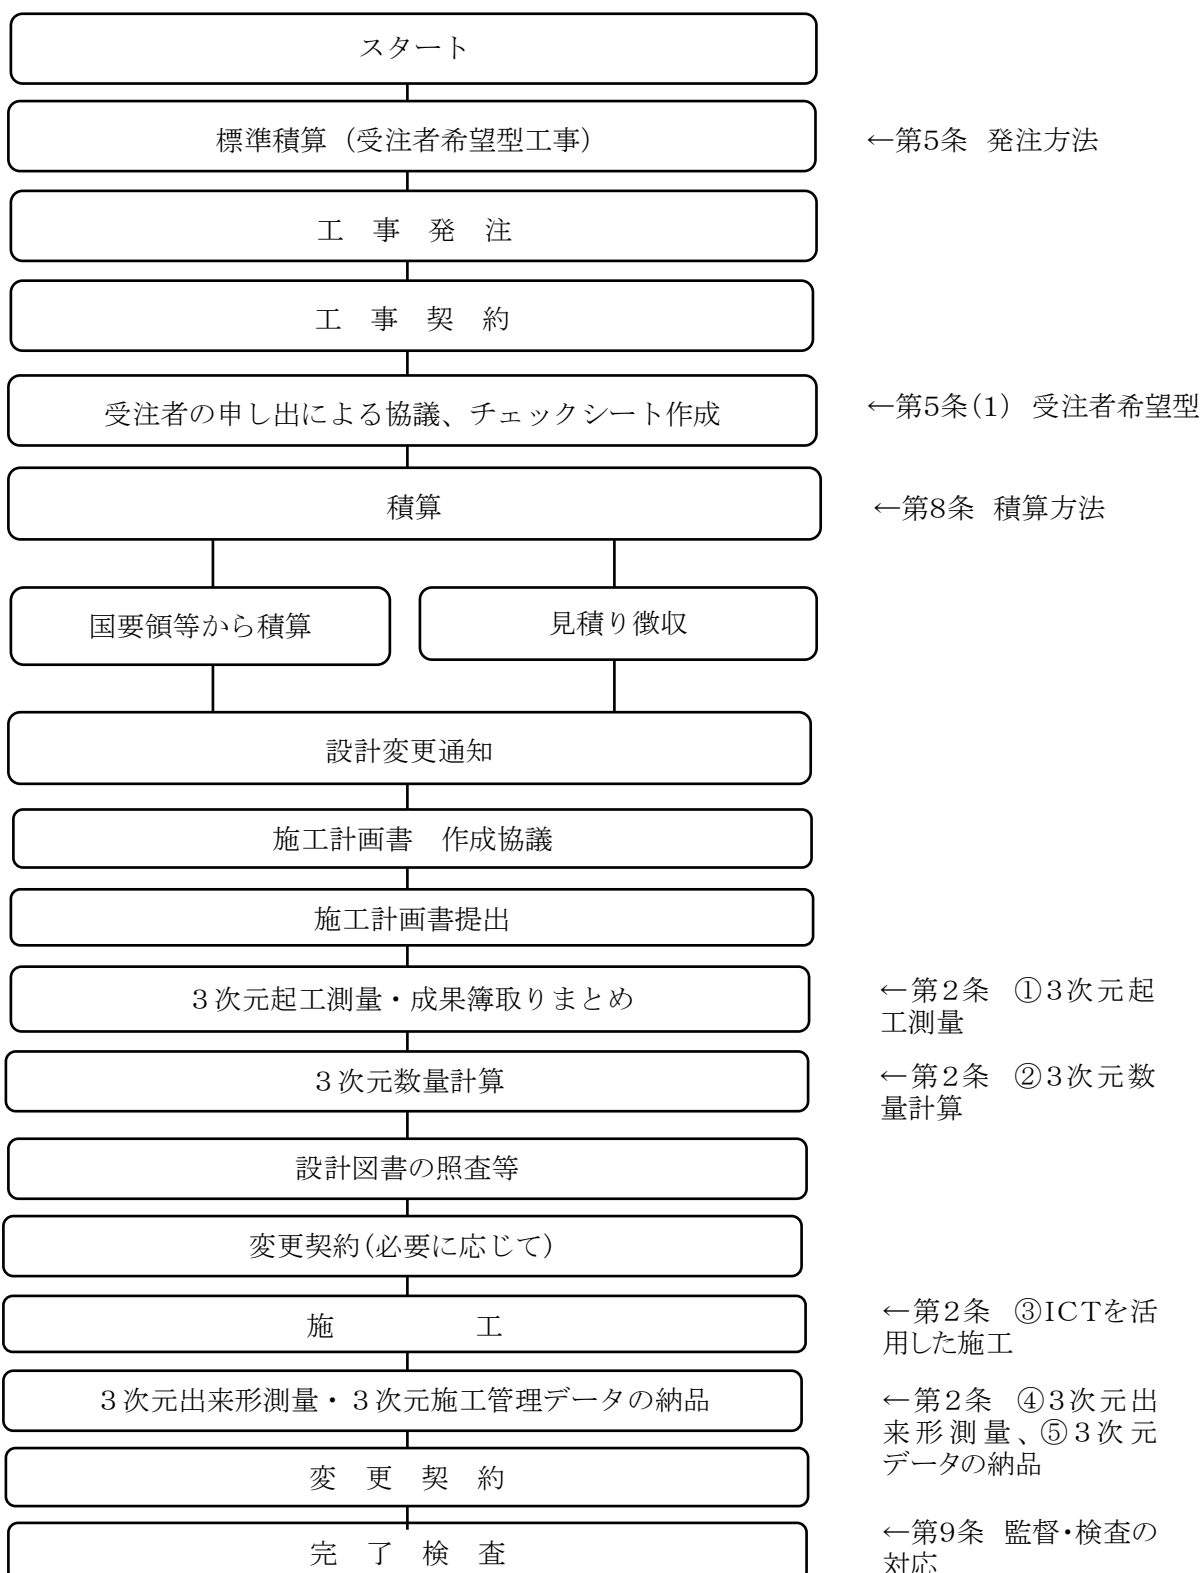 スタート
標準積算（受注者希望型工事）
←第5条 発注方法
工 事 発 注
工 事 契 約
受注者の申し出による協議、チェックシート作成
←第5条(1) 受注者希望型
積算
←第8条 積算方法
国要領等から積算
見積り徴収
設計変更通知
施工計画書 作成協議
施工計画書提出
３次元起工測量・成果簿取りまとめ
←第２条 ①３次元起
工測量
３次元数量計算
←第２条 ②３次元数
量計算
設計図書の照査等
変更契約(必要に応じて)
施 工
←第２条 ③ICTを活
用した施工
３次元出来形測量・３次元施工管理データの納品
←第２条 ④３次元出
来形測量、⑤３次元
データの納品
変 更 契 約
完 了 検 査
←第９条 監督・検査の
対応